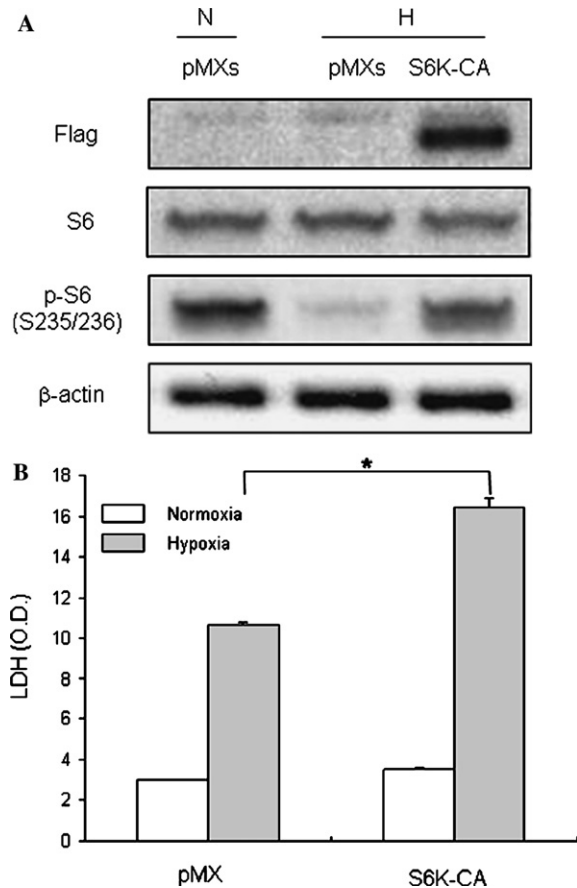 A
N H
pMXs pMXs S6K-CA
Flag
S6
p-S6
(S235/236)
β-actin
B
18
16
14
12
10
8
6
4
2
0
LDH (O.D.)
*
Normoxia
Hypoxia
pMX S6K-CA